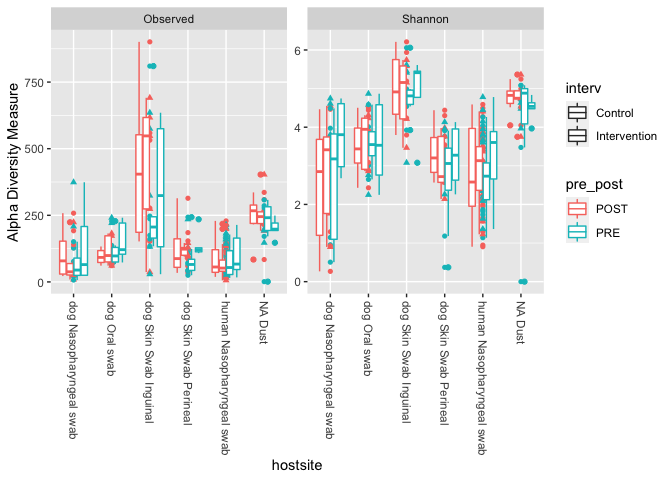 Observed
Shannon
Alpha Diversity Measure
750
500
250
0
6
4
2
0
dog Nasopharyngeal swab
dog Oral swab
dog Skin Swab Inguinal
dog Skin Swab Perineal
human Nasopharyngeal swab
NA Dust
dog Nasopharyngeal swab
dog Oral swab
dog Skin Swab Inguinal
dog Skin Swab Perineal
human Nasopharyngeal swab
NA Dust
hostsite
interv
Control
Intervention
pre_post
POST
PRE